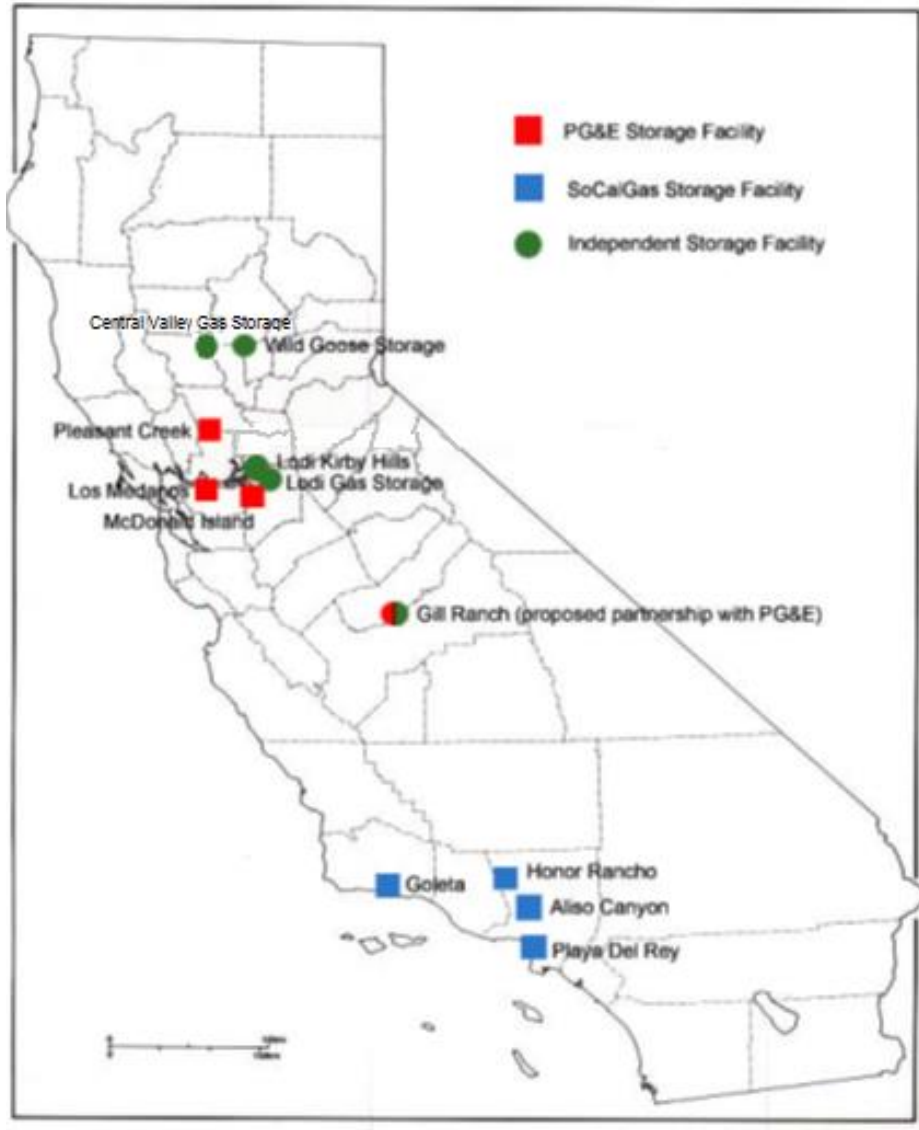 PG&E Storage Facility
SoCalGas Storage Facility
Independent Storage Facility
Central Valley Gas Storage
Wild Goose Storage
Pleasant Creek
Lodi Kirby Hills
Lodi Gas Storage
Los Medanos
McDonald Island
Gill Ranch (proposed partnership with PG&E)
Goleta
Honor Rancho
Aliso Canyon
Playa Del Rey
0
0